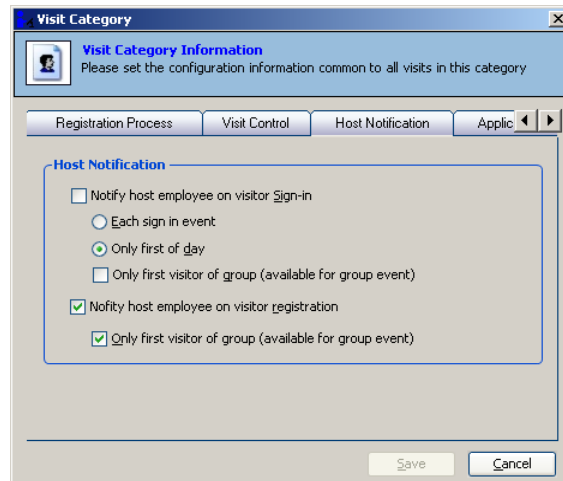 Visit Category
Visit Category Information
Please set the configuration information common to all visits in this category
Registration Process Visit Control Host Notification Applic
Host Notification
Notify host employee on visitor Sign-in
Each sign in event
Only first of day
Only first visitor of group (available for group event)
Nofity host employee on visitor registration
Only first visitor of group (available for group event)
Save Cancel